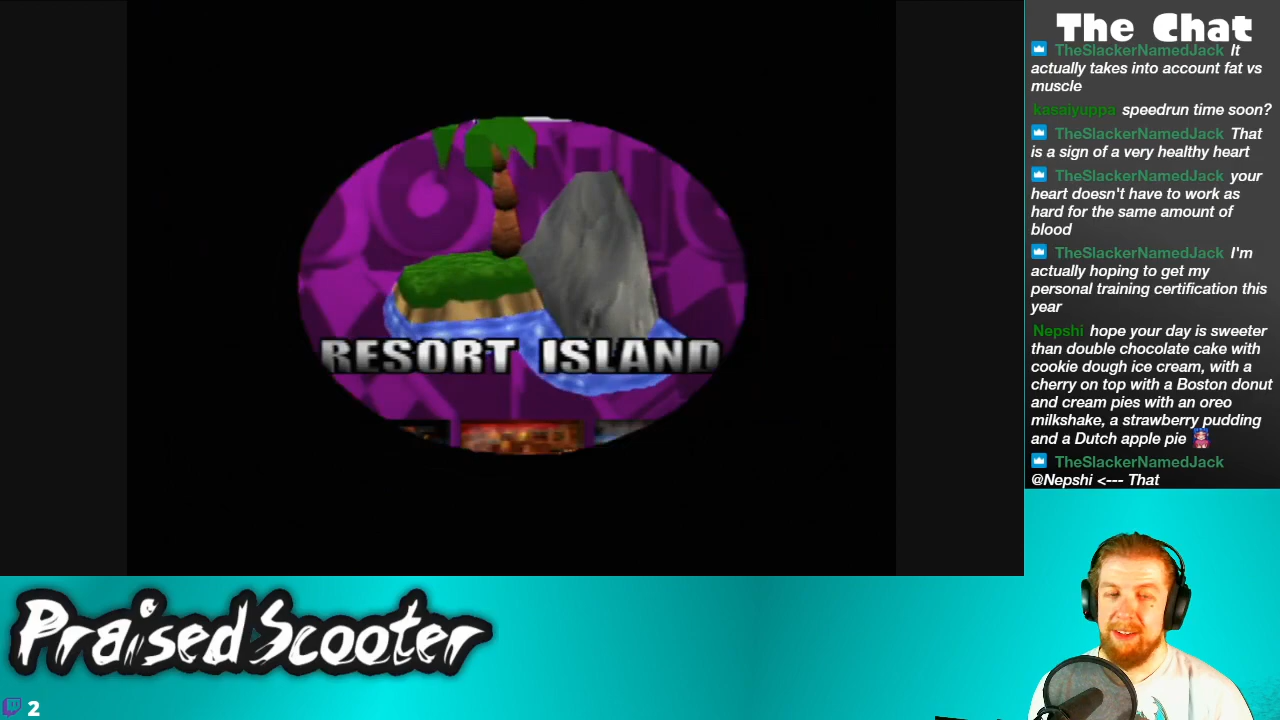 RESORT ISLAND
The Chat
TheSlackerNamedJack It
actually takes into account fat vs
muscle
kasaiyuppa speedrun time soon?
TheSlackerNamedJack That
is a sign of a very healthy heart
TheSlackerNamedJack your
heart doesn't have to work as
hard for the same amount of
blood
TheSlackerNamedJack I'm
actually hoping to get my
personal training certification this
year
Nepshi hope your day is sweeter
than double chocolate cake with
cookie dough ice cream, with a
cherry on top with a Boston donut
and cream pies with an oreo
milkshake, a strawberry pudding
and a Dutch apple pie
TheSlackerNamedJack
@Nepshi <--- That
PraisedScooter
2